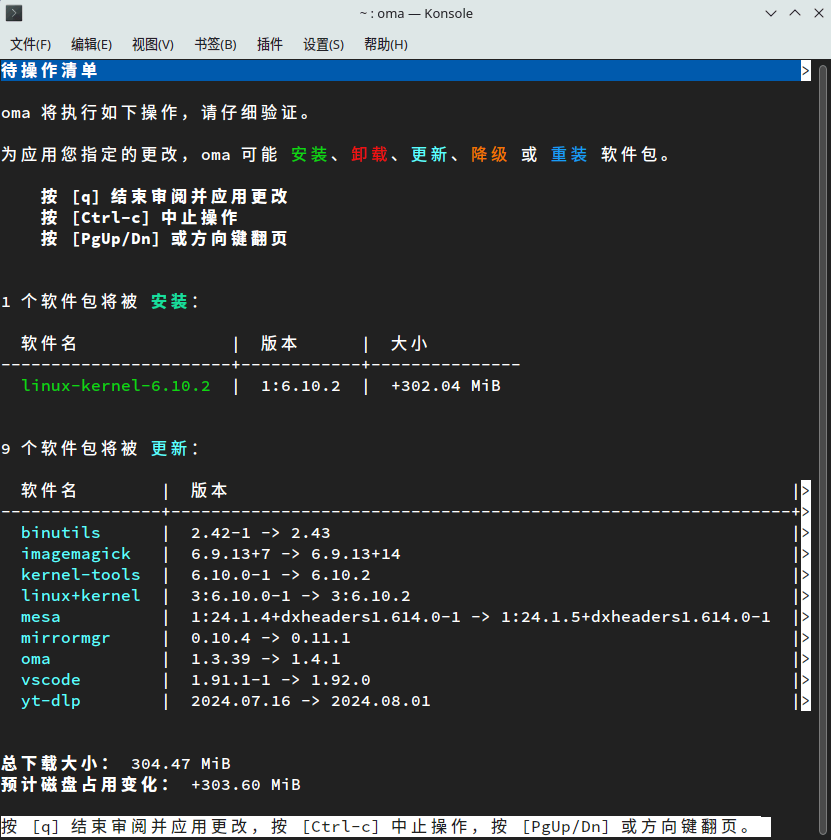 ~ : oma — Konsole
文件(F) 编辑(E) 视图(V) 书签(B) 插件 设置(S) 帮助(H)
待操作清单 >
oma 将执行如下操作，请仔细验证。
为应用您指定的更改，oma 可能 安装、卸载、更新、降级 或 重装 软件包。
按 [q] 结束审阅并应用更改
按 [Ctrl-c] 中止操作
按 [PgUp/Dn] 或方向键翻页
1 个软件包将被 安装：
软件名 | 版本 | 大小
-----------------------+------------+---------------
linux-kernel-6.10.2 | 1:6.10.2 | +302.04 MiB
9 个软件包将被 更新：
软件名 | 版本 |>
----------------+--------------------------------------------------------------+>
binutils | 2.42-1 -> 2.43 |>
imagemagick | 6.9.13+7 -> 6.9.13+14 |>
kernel-tools | 6.10.0-1 -> 6.10.2 |>
linux+kernel | 3:6.10.0-1 -> 3:6.10.2 |>
mesa | 1:24.1.4+dxheaders1.614.0-1 -> 1:24.1.5+dxheaders1.614.0-1 |>
mirrormgr | 0.10.4 -> 0.11.1 |>
oma | 1.3.39 -> 1.4.1 |>
vscode | 1.91.1-1 -> 1.92.0 |>
yt-dlp | 2024.07.16 -> 2024.08.01 |>
总下载大小： 304.47 MiB
预计磁盘占用变化： +303.60 MiB
按 [q] 结束审阅并应用更改，按 [Ctrl-c] 中止操作，按 [PgUp/Dn] 或方向键翻页。